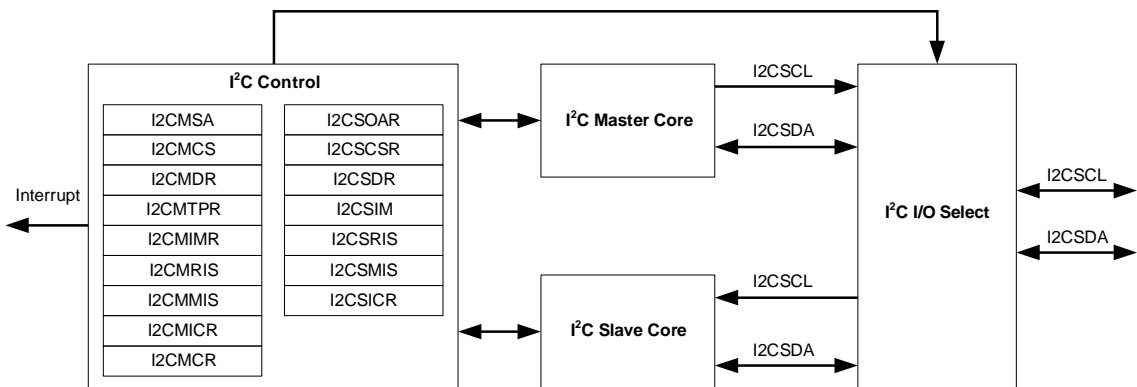 I²C Control
I2CMSA
I2CMCS
I2CMDR
I2CMTPR
I2CMIMR
I2CMRIS
I2CMMIS
I2CMICR
I2CMCR
I2CSOAR
I2CSCSR
I2CSDR
I2CSIM
I2CSRIS
I2CSMIS
I2CSICR
Interrupt
I²C Master Core
I2CSCL
I2CSDA
I²C Slave Core
I2CSCL
I2CSDA
I²C I/O Select
I2CSCL
I2CSDA